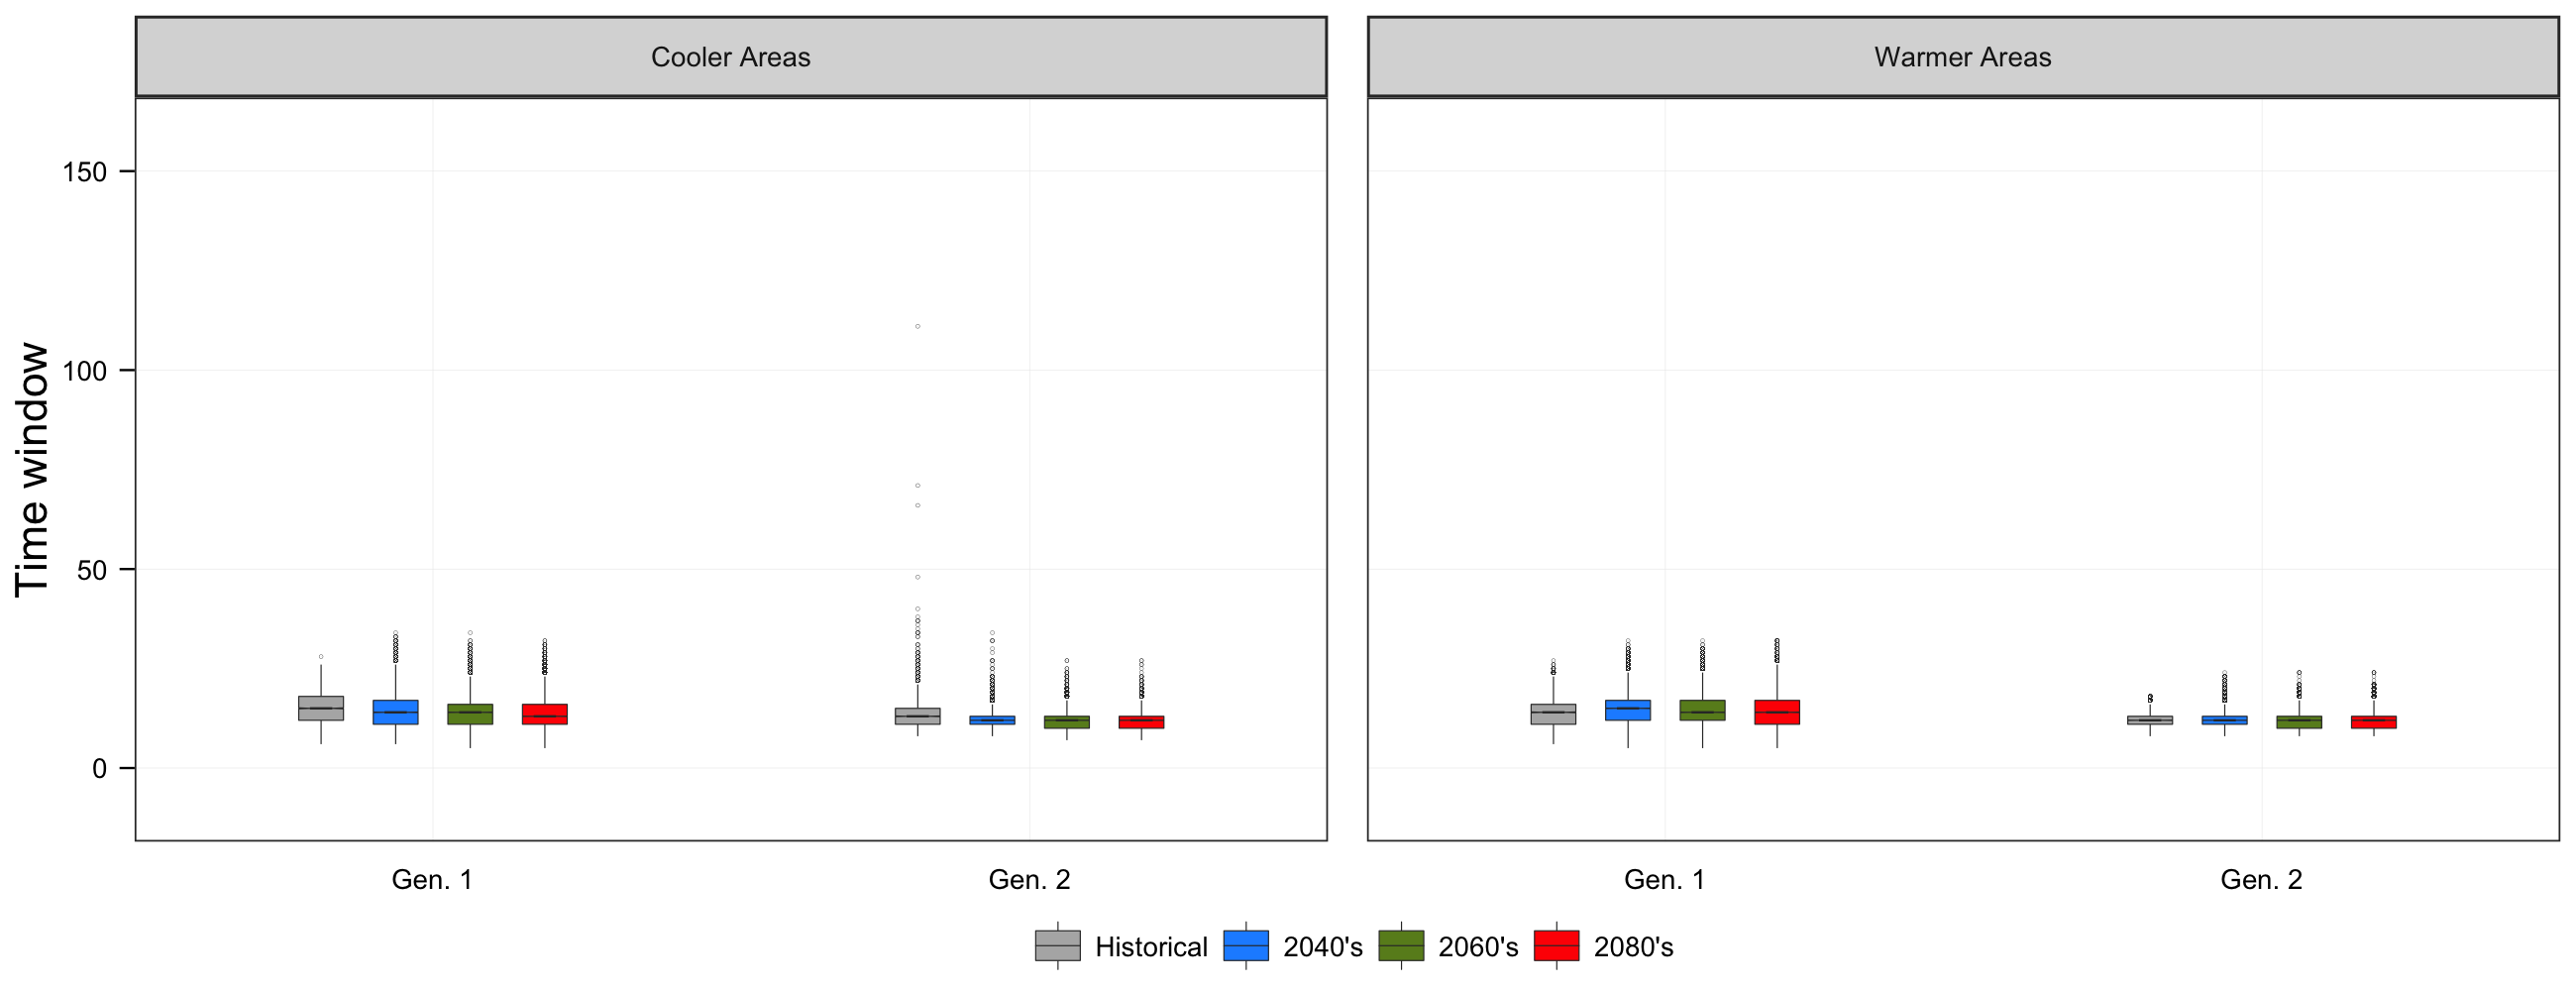 Cooler Areas
Warmer Areas
Time window
150
100
50
0
Gen. 1
Gen. 2
Gen. 1
Gen. 2
Historical
2040's
2060's
2080's